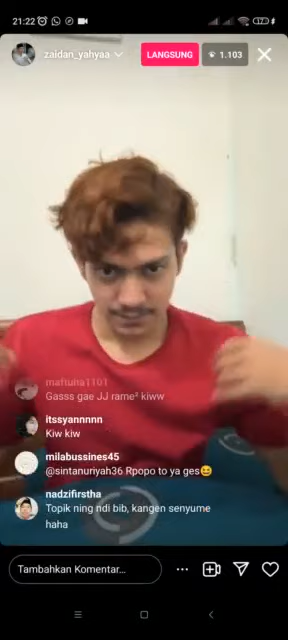 21:22
zaidan_yahyaa
LANGSUNG
1.103
maftuha1101
Gasss gae JJ rame² kiww
itssyannnnn
Kiw kiw
milabussines45
@sintanuriyah36 Rpopo to ya ges😆
nadzifirstha
Topik ning ndi bib, kangen senyume
haha
Tambahkan Komentar...